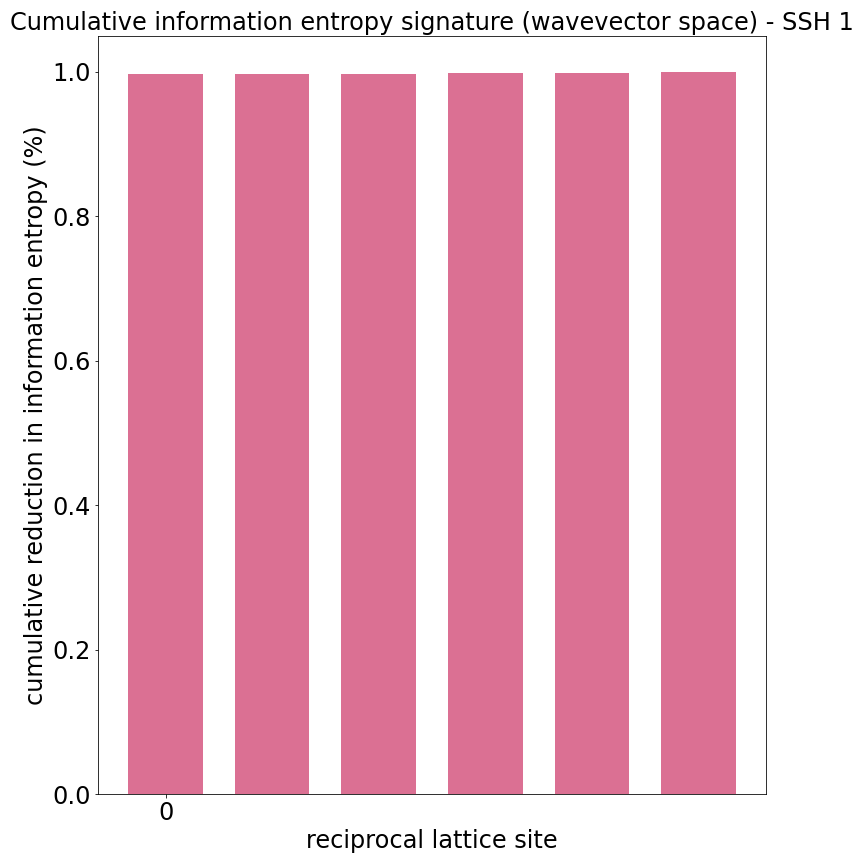 Cumulative information entropy signature (wavevector space) - SSH 1
cumulative reduction in information entropy (%)
1.0
0.8
0.6
0.4
0.2
0.0
0
reciprocal lattice site